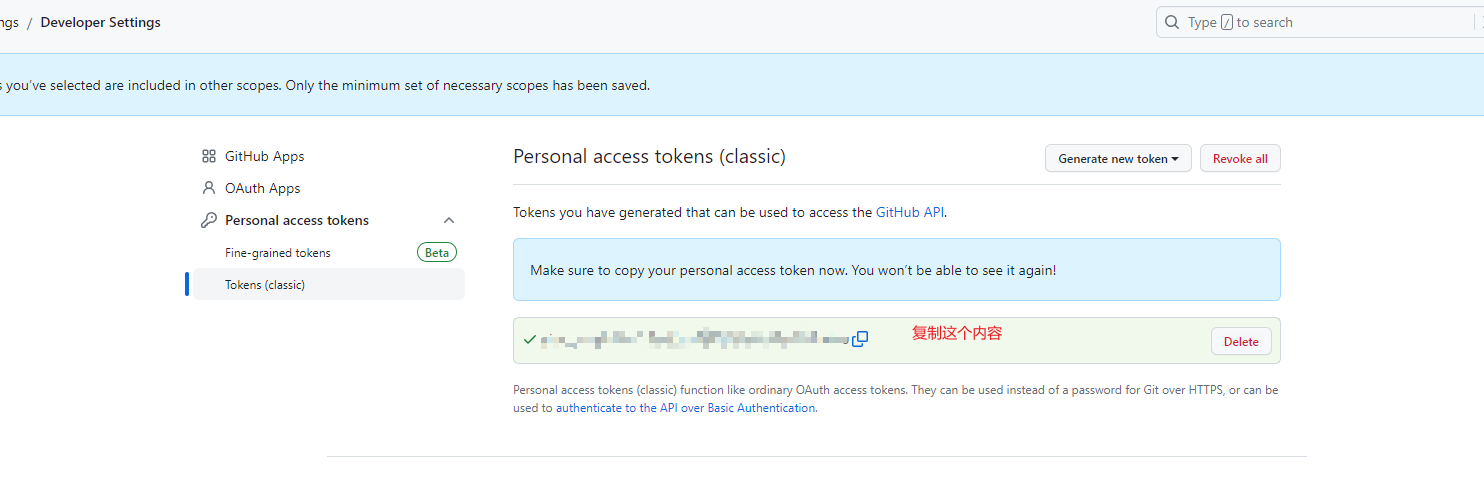 ngs / Developer Settings
Type / to search
s you've selected are included in other scopes. Only the minimum set of necessary scopes has been saved.
GitHub Apps
OAuth Apps
Personal access tokens
Fine-grained tokens Beta
Tokens (classic)
Personal access tokens (classic)
Generate new token
Revoke all
Tokens you have generated that can be used to access the GitHub API.
Make sure to copy your personal access token now. You won't be able to see it again!
复制这个内容
Delete
Personal access tokens (classic) function like ordinary OAuth access tokens. They can be used instead of a password for Git over HTTPS, or can be
used to authenticate to the API over Basic Authentication.